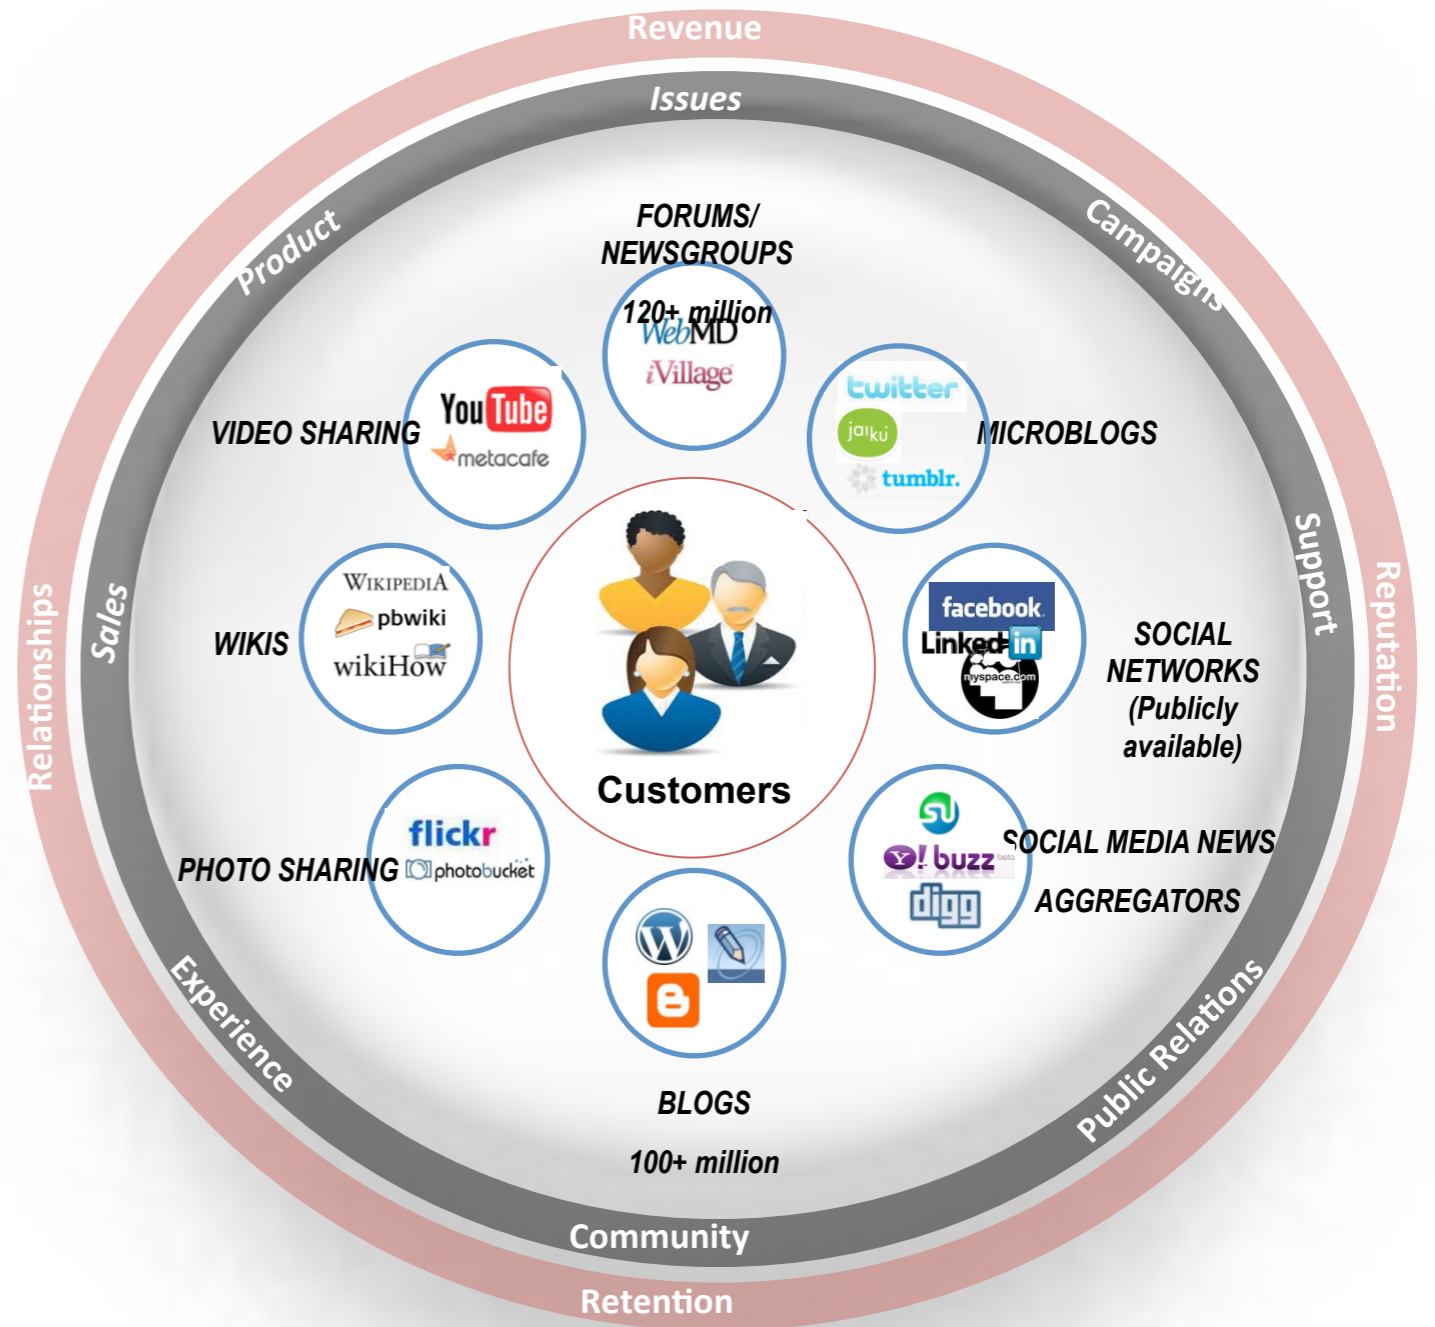 Revenue
Issues
Product
Campaigns
FORUMS/
NEWSGROUPS
120+ million
WebMD
iVillage
VIDEO SHARING
YouTube
metacafe
twitter
jaiku
tumblr.
MICROBLOGS
Relationships
Sales
WIKIS
WIKIPEDIA
pbwiki
wikiHow
Customers
facebook.
Linked in
myspace.com
SOCIAL
NETWORKS
(Publicly
available)
Support
Reputation
PHOTO SHARING
flickr
photobucket
Y! buzz beta
digg
SOCIAL MEDIA NEWS
AGGREGATORS
BLOGS
100+ million
Experience
Public Relations
Community
Retention